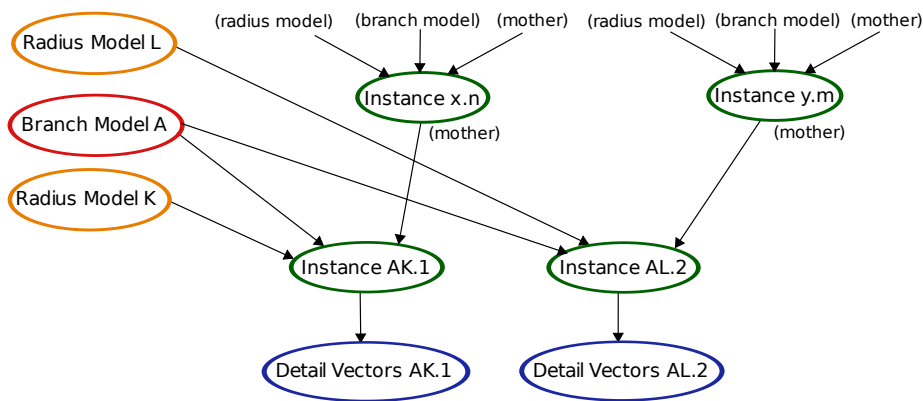 (radius model)
(branch model)
(mother)
(radius model)
(branch model)
(mother)
Radius Model L
Instance x.n
Instance y.m
Branch Model A
(mother)
(mother)
Radius Model K
Instance AK.1
Instance AL.2
Detail Vectors AK.1
Detail Vectors AL.2